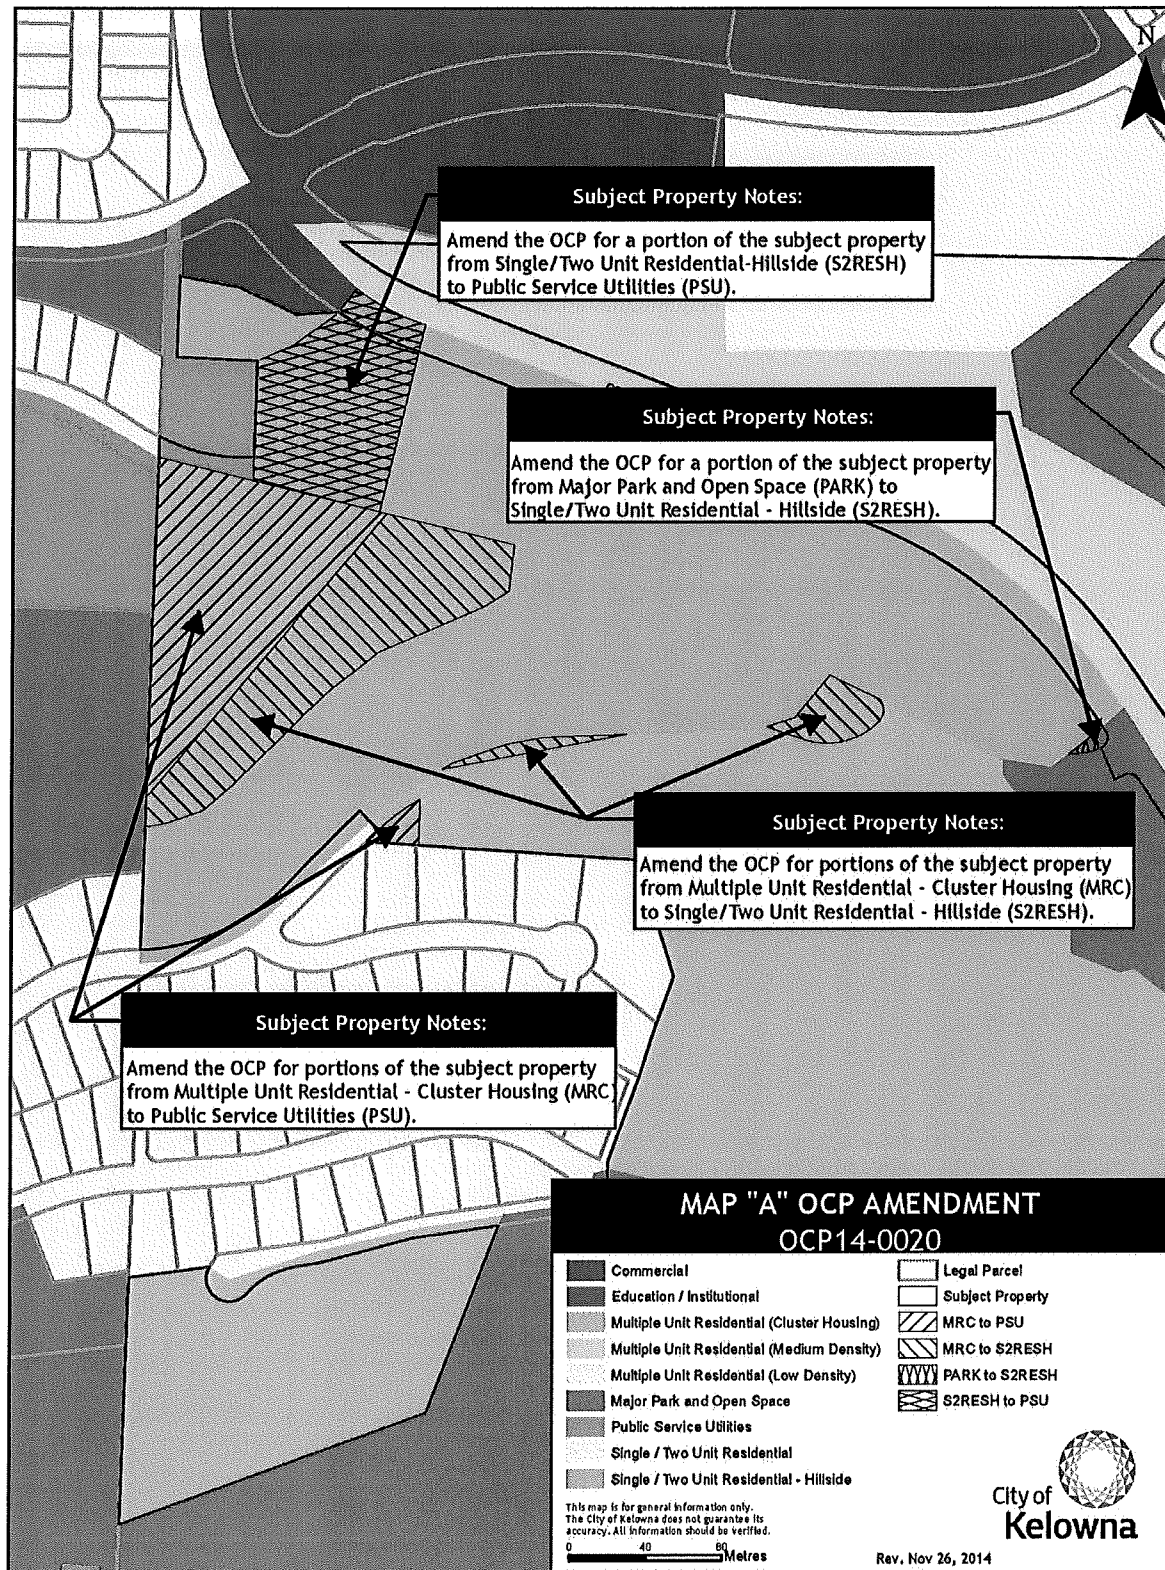 N
Subject Property Notes:
Amend the OCP for a portion of the subject property
from Single/Two Unit Residential-Hillside (S2RESH)
to Public Service Utilities (PSU).
Subject Property Notes:
Amend the OCP for a portion of the subject property
from Major Park and Open Space (PARK) to
Single/Two Unit Residential - Hillside (S2RESH).
Subject Property Notes:
Amend the OCP for portions of the subject property
from Multiple Unit Residential - Cluster Housing (MRC)
to Single/Two Unit Residential - Hillside (S2RESH).
Subject Property Notes:
Amend the OCP for portions of the subject property
from Multiple Unit Residential - Cluster Housing (MRC)
to Public Service Utilities (PSU).
MAP "A" OCP AMENDMENT
OCP14-0020
Commercial
Education / Institutional
Multiple Unit Residential (Cluster Housing)
Multiple Unit Residential (Medium Density)
Multiple Unit Residential (Low Density)
Major Park and Open Space
Public Service Utilities
Single / Two Unit Residential
Single / Two Unit Residential - Hillside
Legal Parcel
Subject Property
MRC to PSU
MRC to S2RESH
PARK to S2RESH
S2RESH to PSU
This map is for general information only.
The City of Kelowna does not guarantee its
accuracy. All information should be verified.
0 40 80 Metres
City of
Kelowna
Rev. Nov 26, 2014